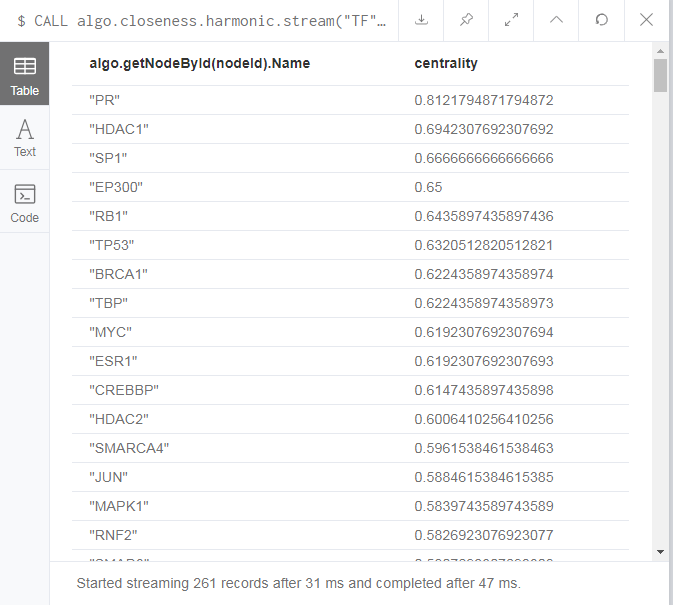 $ CALL algo.closeness.harmonic.stream("TF"…
Table
Text
Code
algo.getNodeById(nodeId).Name centrality
"PR" 0.8121794871794872
"HDAC1" 0.6942307692307692
"SP1" 0.6666666666666666
"EP300" 0.65
"RB1" 0.6435897435897436
"TP53" 0.6320512820512821
"BRCA1" 0.6224358974358974
"TBP" 0.6224358974358973
"MYC" 0.6192307692307694
"ESR1" 0.6192307692307693
"CREBBP" 0.6147435897435898
"HDAC2" 0.6006410256410256
"SMARCA4" 0.5961538461538463
"JUN" 0.5884615384615385
"MAPK1" 0.5839743589743589
"RNF2" 0.5826923076923077
Started streaming 261 records after 31 ms and completed after 47 ms.